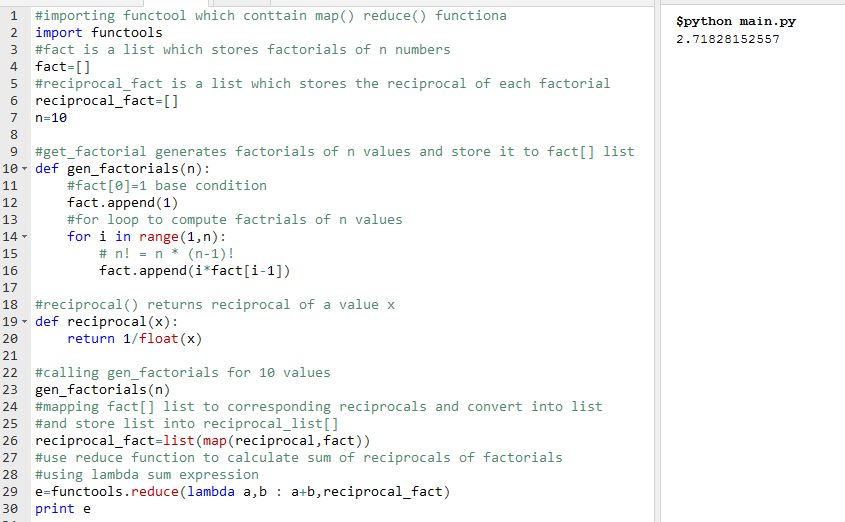 1 #importing functool which conttain map() reduce() functiona
2 import functools
3 #fact is a list which stores factorials of n numbers
4 fact=[]
5 #reciprocal_fact is a list which stores the reciprocal of each factorial
6 reciprocal_fact=[]
7 n=10
8
9 #get_factorial generates factorials of n values and store it to fact[] list
10 def gen_factorials(n):
11     #fact[0]=1 base condition
12     fact.append(1)
13     #for loop to compute factrials of n values
14     for i in range(1,n):
15         # n! = n * (n-1)!
16         fact.append(i*fact[i-1])
17
18 #reciprocal() returns reciprocal of a value x
19 def reciprocal(x):
20     return 1/float(x)
21
22 #calling gen_factorials for 10 values
23 gen_factorials(n)
24 #mapping fact[] list to corresponding reciprocals and convert into list
25 #and store list into reciprocal_list[]
26 reciprocal_fact=list(map(reciprocal,fact))
27 #use reduce function to calculate sum of reciprocals of factorials
28 #using lambda sum expression
29 e=functools.reduce(lambda a,b : a+b,reciprocal_fact)
30 print e
$python main.py
2.71828152557